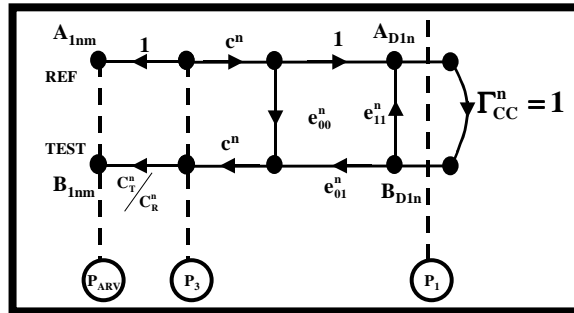 A1nm 1 cⁿ 1 AD1n
REF
e00ⁿ e11ⁿ ΓCCⁿ = 1
TEST cⁿ
B1nm CTⁿ/CRⁿ e01ⁿ BD1n
PARV P3 P1